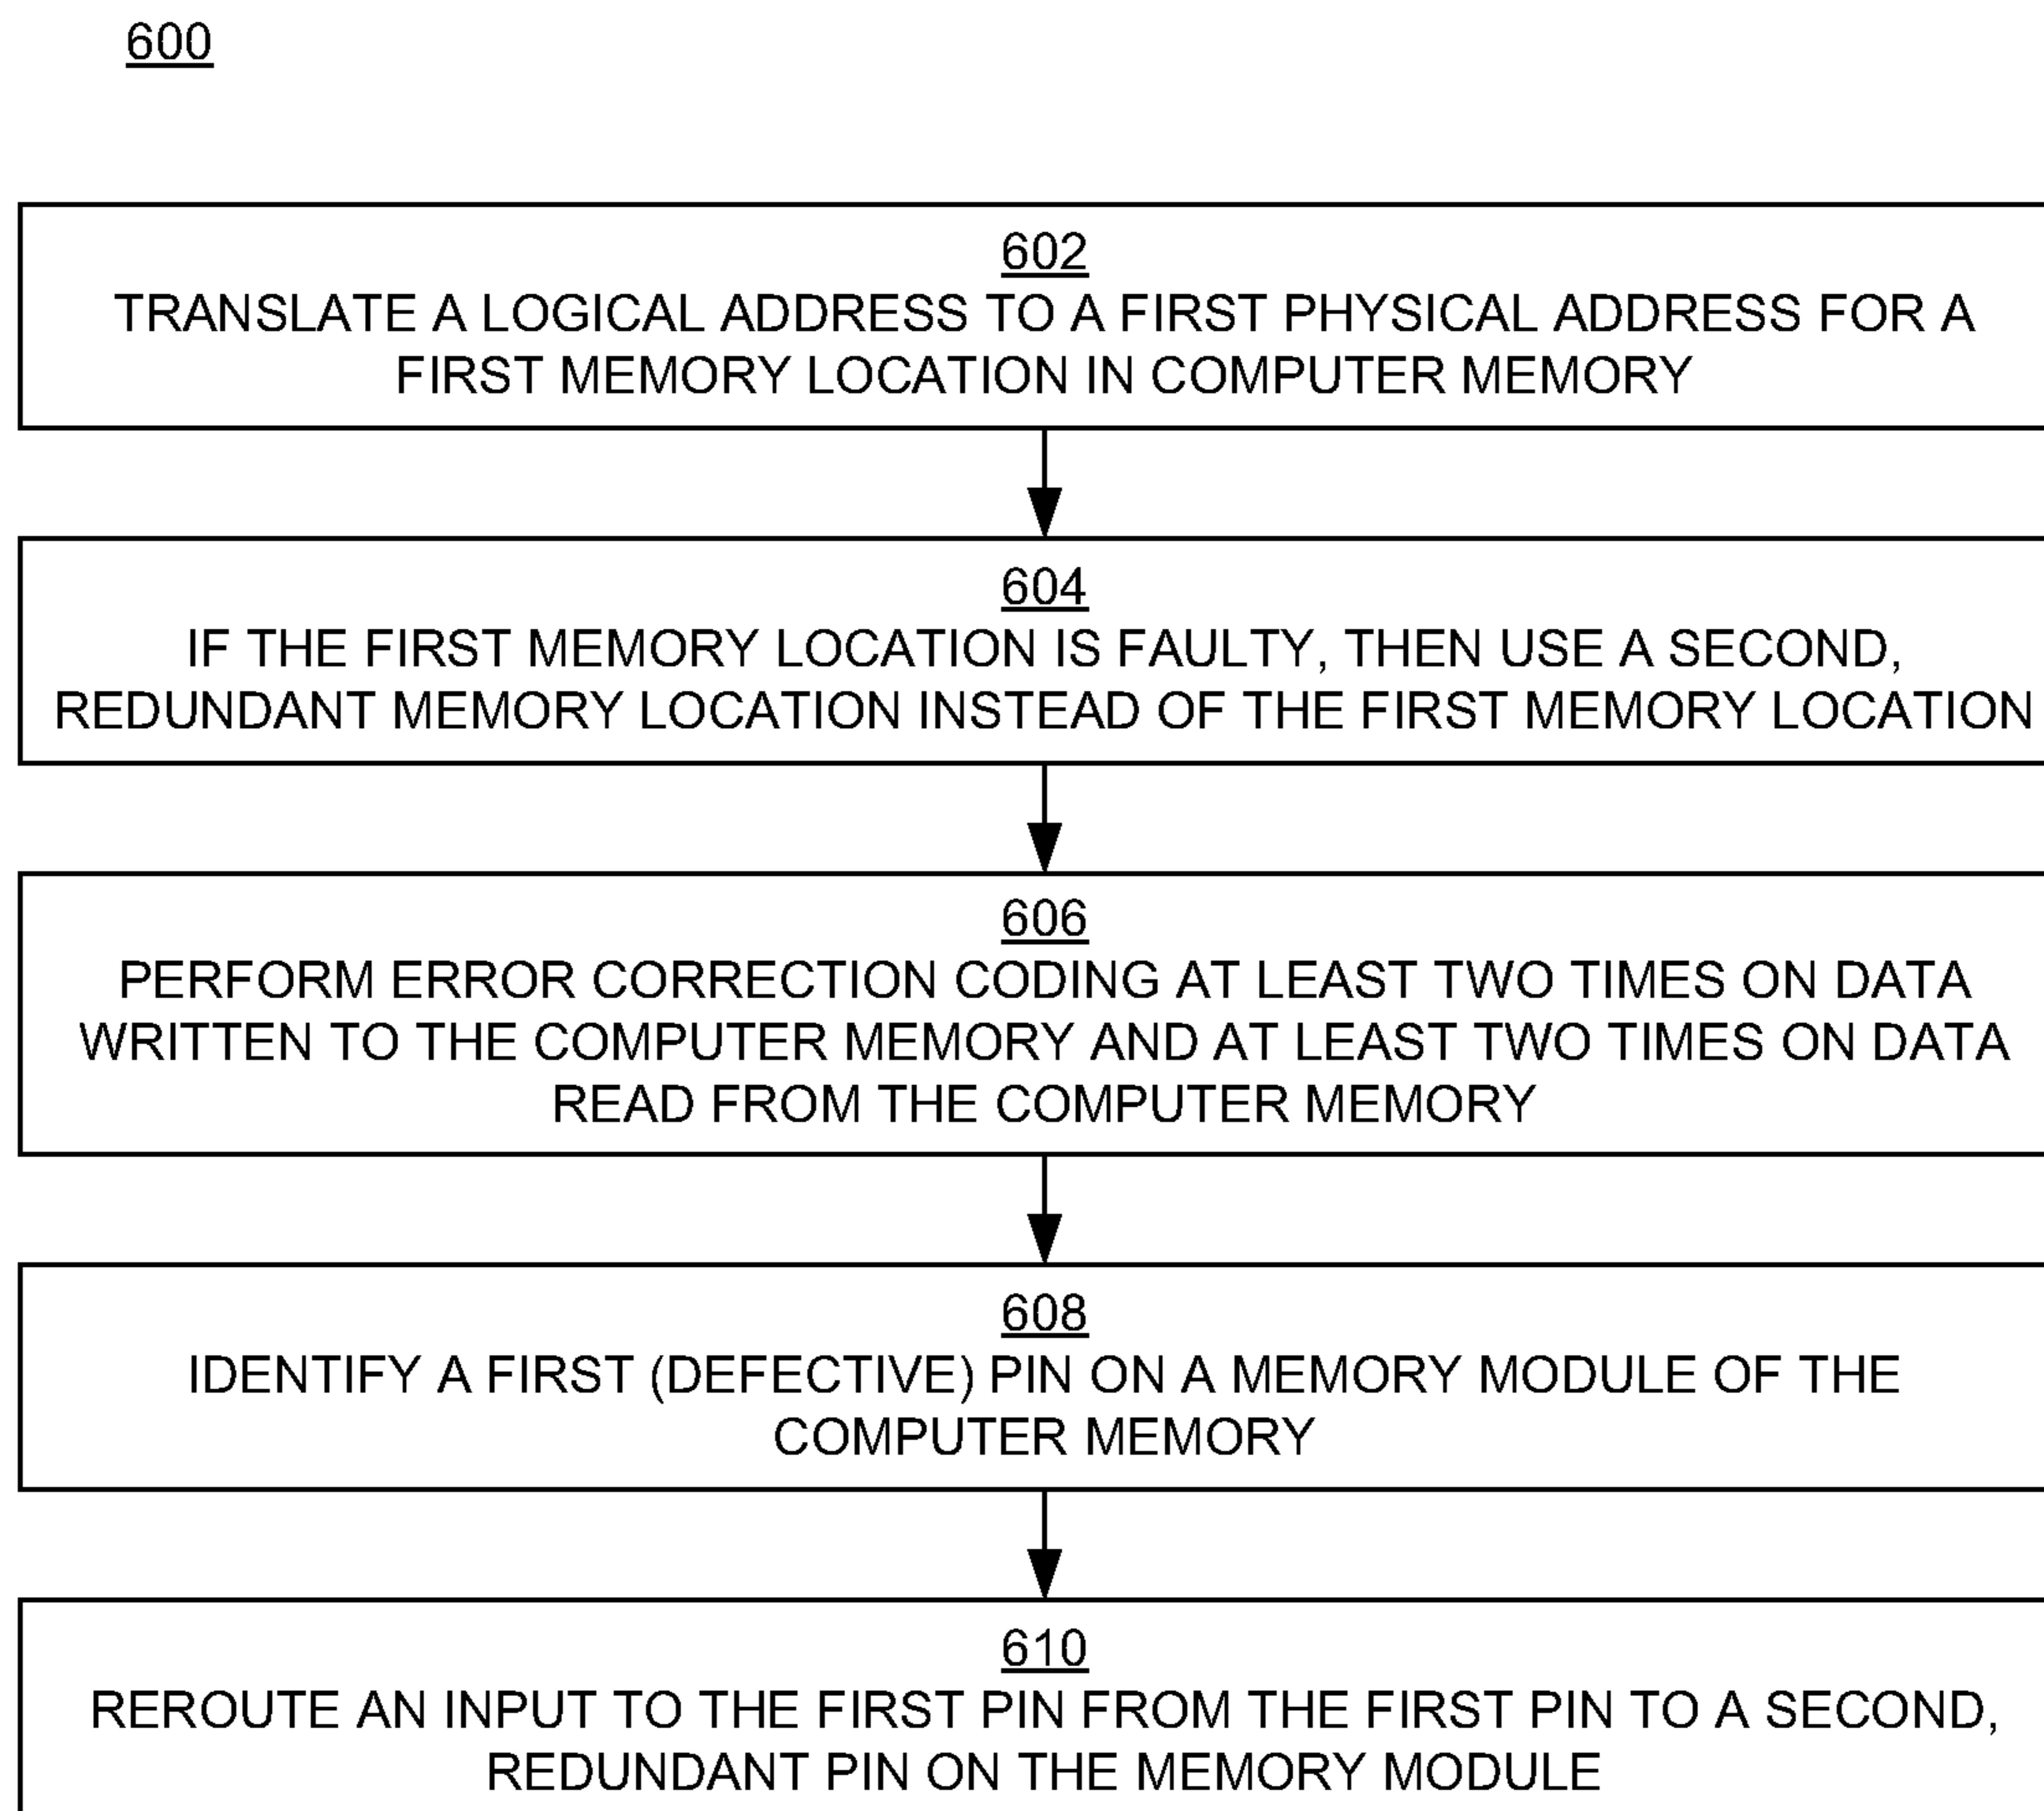 600
602
TRANSLATE A LOGICAL ADDRESS TO A FIRST PHYSICAL ADDRESS FOR A
FIRST MEMORY LOCATION IN COMPUTER MEMORY
604
IF THE FIRST MEMORY LOCATION IS FAULTY, THEN USE A SECOND,
REDUNDANT MEMORY LOCATION INSTEAD OF THE FIRST MEMORY LOCATION
606
PERFORM ERROR CORRECTION CODING AT LEAST TWO TIMES ON DATA
WRITTEN TO THE COMPUTER MEMORY AND AT LEAST TWO TIMES ON DATA
READ FROM THE COMPUTER MEMORY
608
IDENTIFY A FIRST (DEFECTIVE) PIN ON A MEMORY MODULE OF THE
COMPUTER MEMORY
610
REROUTE AN INPUT TO THE FIRST PIN FROM THE FIRST PIN TO A SECOND,
REDUNDANT PIN ON THE MEMORY MODULE